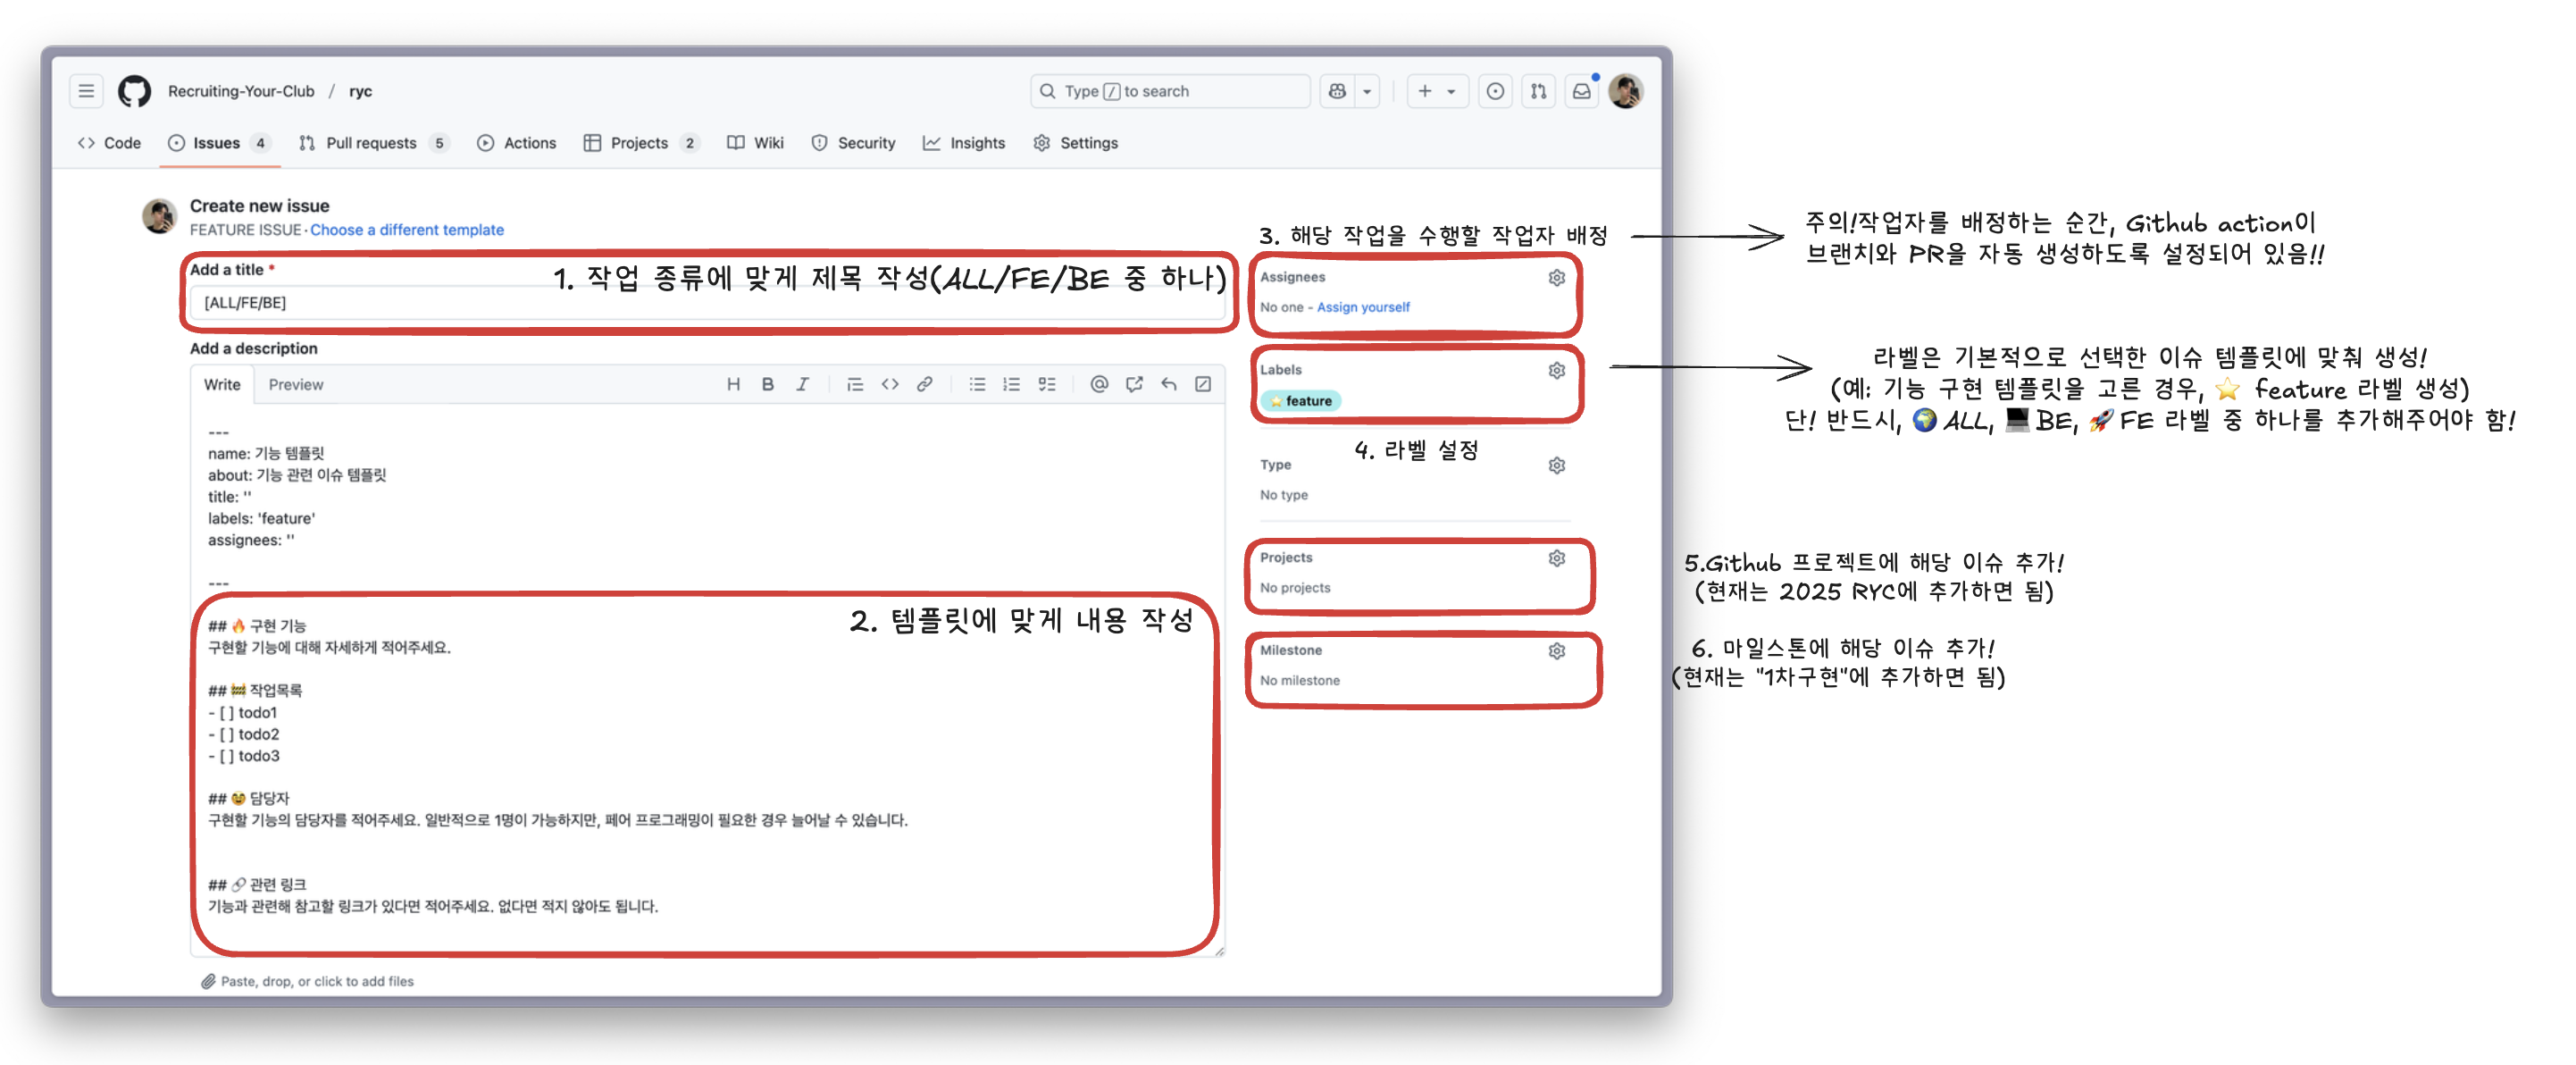 Recruiting-Your-Club / ryc
Type / to search
Code
Issues 4
Pull requests 5
Actions
Projects 2
Wiki
Security
Insights
Settings
Create new issue
FEATURE ISSUE · Choose a different template
Add a title *
1. 작업 종류에 맞게 제목 작성(ALL/FE/BE 중 하나)
[ALL/FE/BE]
Add a description
Write
Preview
---
name: 기능 템플릿
about: 기능 관련 이슈 템플릿
title: ''
labels: 'feature'
assignees: ''
---
2. 템플릿에 맞게 내용 작성
## 🔥 구현 기능
구현할 기능에 대해 자세하게 적어주세요.
## 🚧 작업목록
- [ ] todo1
- [ ] todo2
- [ ] todo3
## 🥸 담당자
구현할 기능의 담당자를 적어주세요. 일반적으로 1명이 가능하지만, 페어 프로그래밍이 필요한 경우 늘어날 수 있습니다.
## 🔗 관련 링크
기능과 관련해 참고할 링크가 있다면 적어주세요. 없다면 적지 않아도 됩니다.
Paste, drop, or click to add files
3. 해당 작업을 수행할 작업자 배정
Assignees
No one - Assign yourself
Labels
⭐ feature
4. 라벨 설정
Type
No type
Projects
No projects
Milestone
No milestone
주의!작업자를 배정하는 순간, Github action이
브랜치와 PR을 자동 생성하도록 설정되어 있음!!
라벨은 기본적으로 선택한 이슈 템플릿에 맞춰 생성!
(예: 기능 구현 템플릿을 고른 경우, ⭐ feature 라벨 생성)
단! 반드시, 🌍 ALL, 💻 BE, 🚀 FE 라벨 중 하나를 추가해주어야 함!
5.Github 프로젝트에 해당 이슈 추가!
(현재는 2025 RYC에 추가하면 됨)
6. 마일스톤에 해당 이슈 추가!
(현재는 "1차구현"에 추가하면 됨)